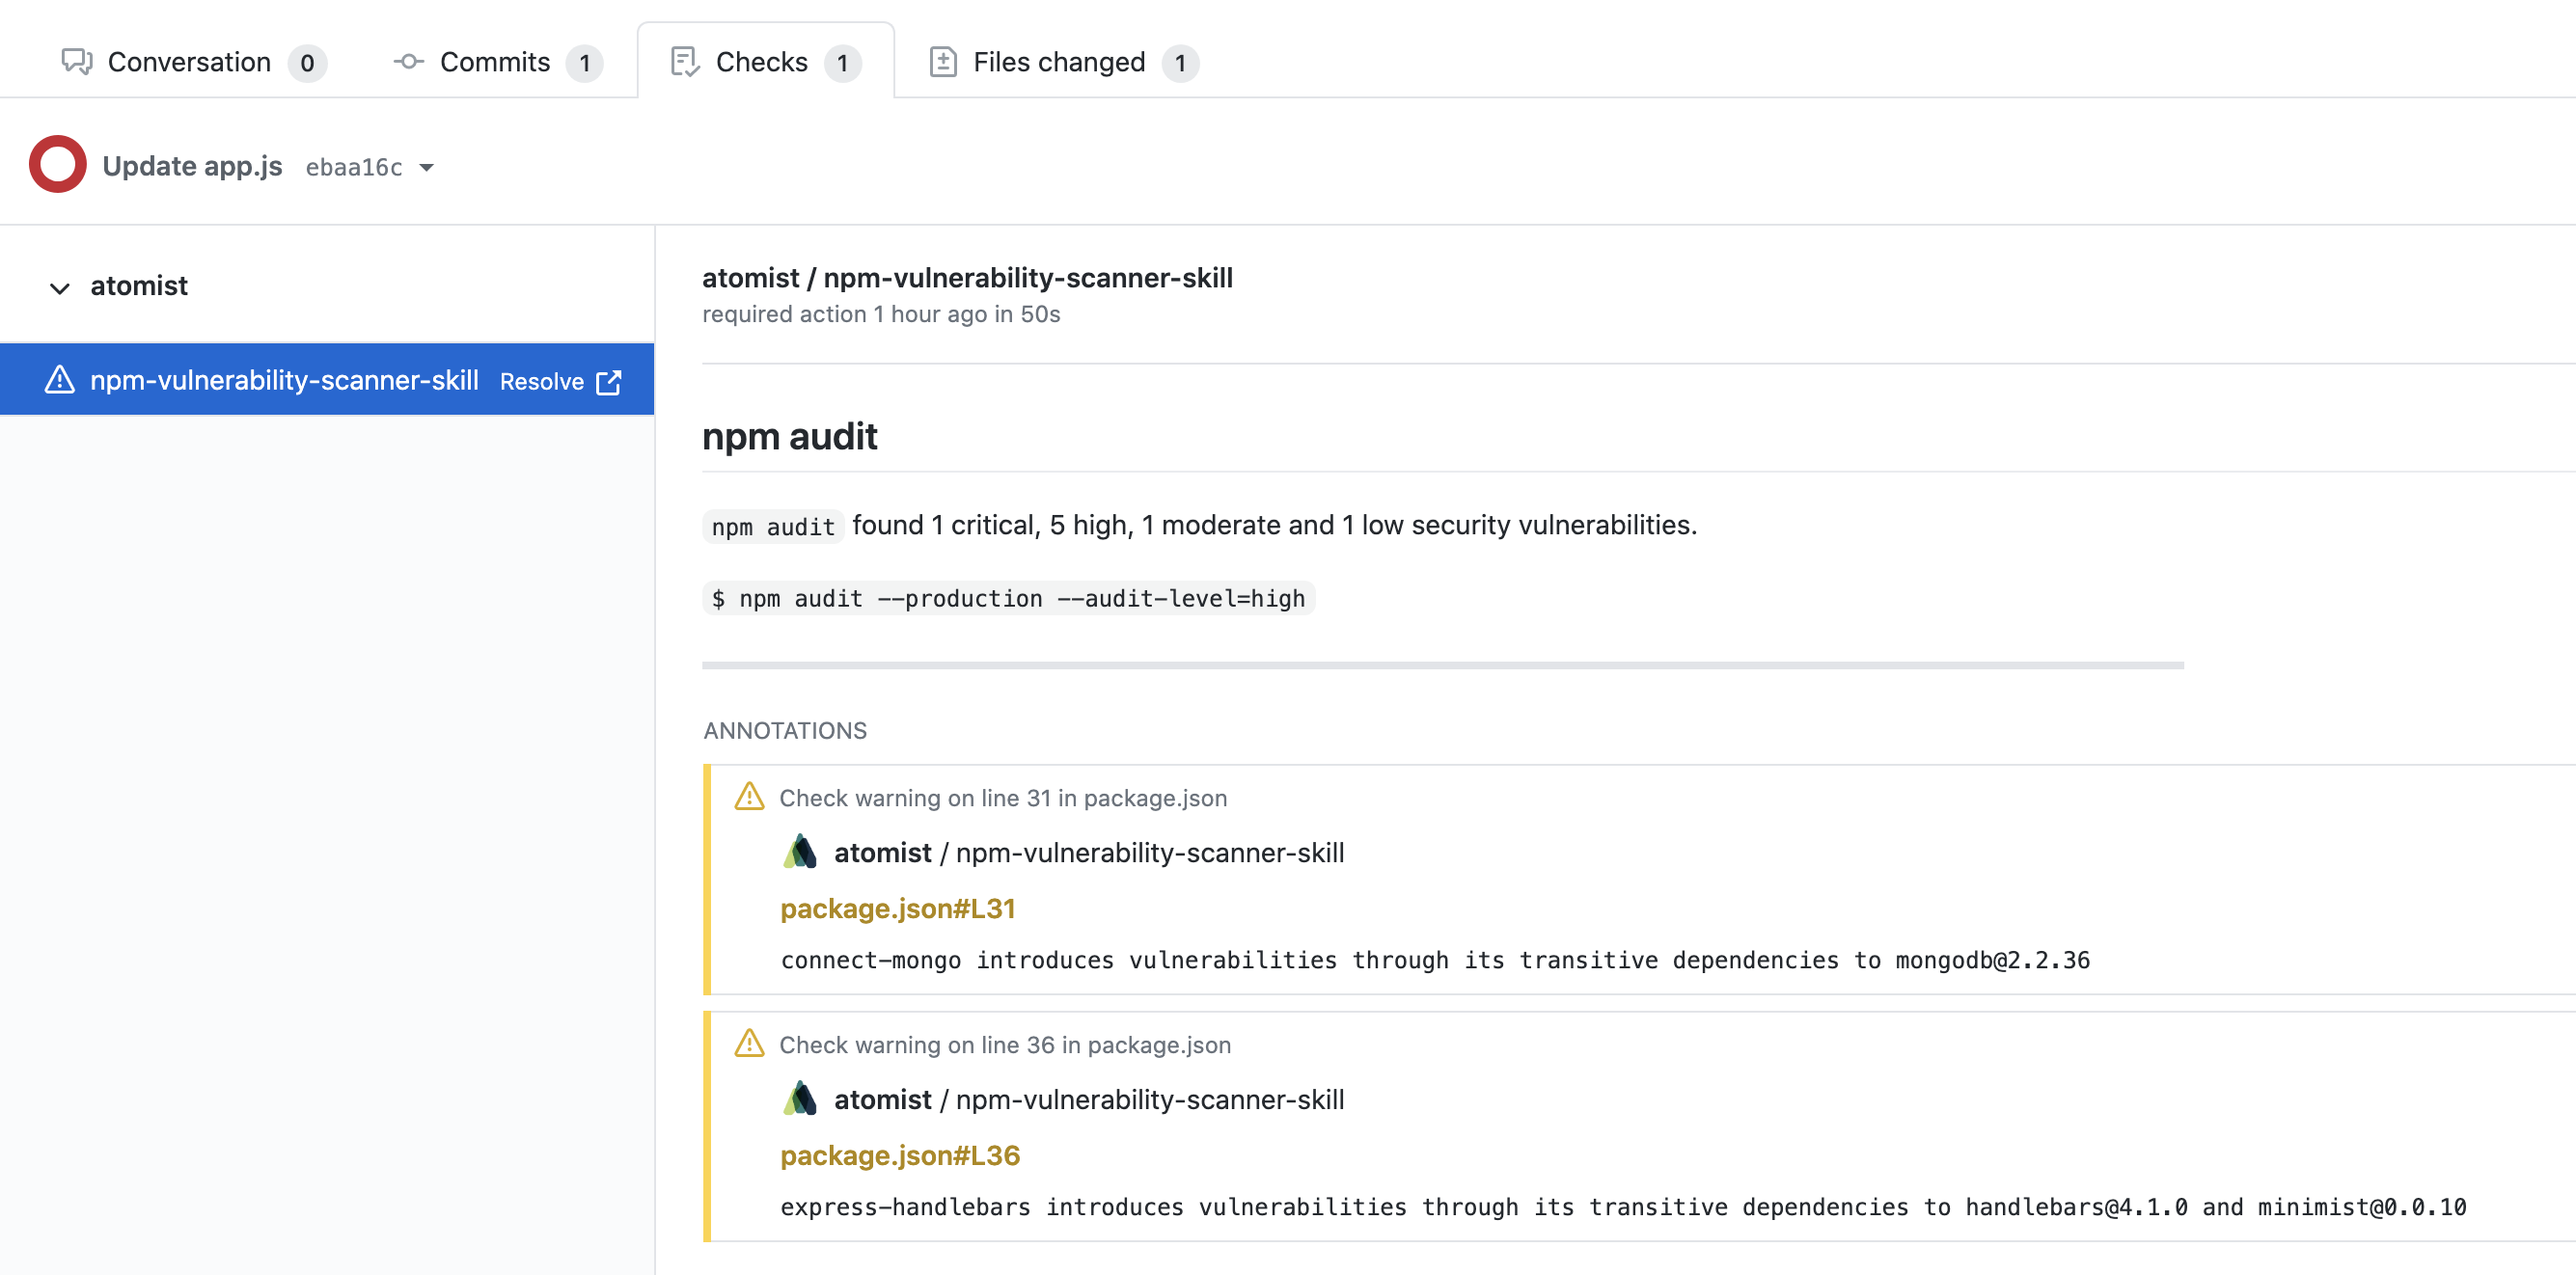 Conversation 0 Commits 1 Checks 1 Files changed 1
Update app.js ebaa16c
atomist
npm-vulnerability-scanner-skill Resolve
atomist / npm-vulnerability-scanner-skill
required action 1 hour ago in 50s
npm audit
npm audit found 1 critical, 5 high, 1 moderate and 1 low security vulnerabilities.
$ npm audit --production --audit-level=high
ANNOTATIONS
Check warning on line 31 in package.json
atomist / npm-vulnerability-scanner-skill
package.json#L31
connect-mongo introduces vulnerabilities through its transitive dependencies to mongodb@2.2.36
Check warning on line 36 in package.json
atomist / npm-vulnerability-scanner-skill
package.json#L36
express-handlebars introduces vulnerabilities through its transitive dependencies to handlebars@4.1.0 and minimist@0.0.10